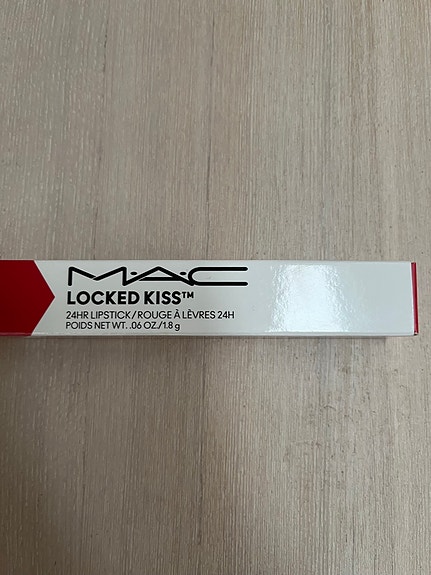 M·A·C
LOCKED KISS™
24HR LIPSTICK/ROUGE À LÈVRES 24H
POIDS NET WT. .06 OZ./1.8 g